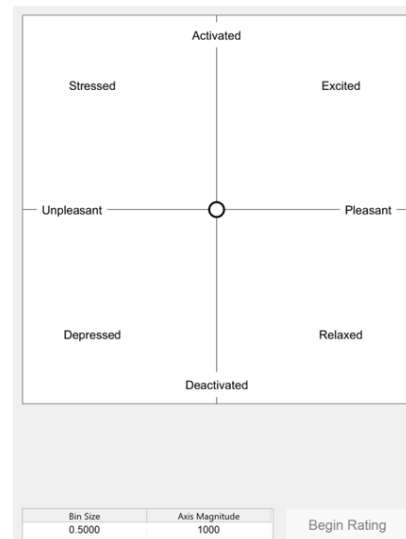 Activated
Stressed Excited
Unpleasant Pleasant
Depressed Relaxed
Deactivated
Bin Size Axis Magnitude
0.5000 1000
Begin Rating